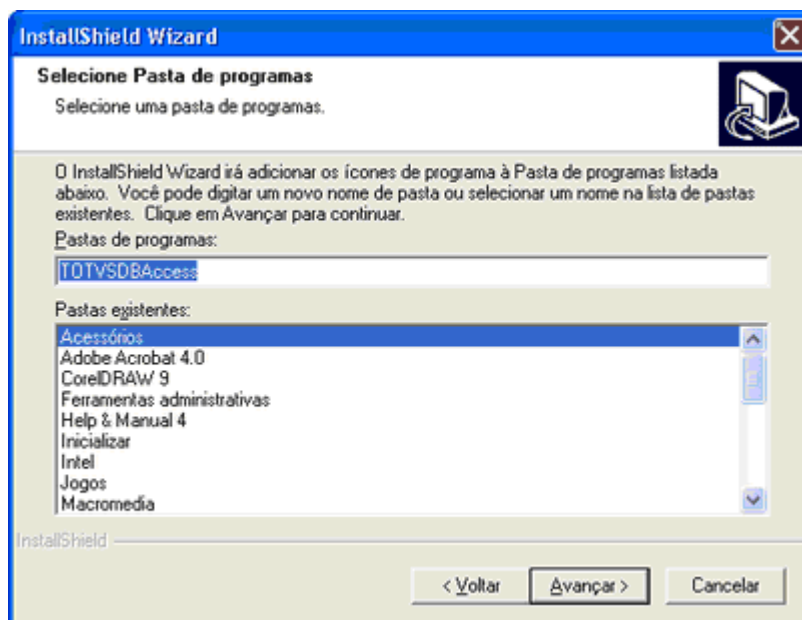 InstallShield Wizard
Selecione Pasta de programas
Selecione uma pasta de programas.
O InstallShield Wizard irá adicionar os ícones de programa à Pasta de programas listada
abaixo. Você pode digitar um novo nome de pasta ou selecionar um nome na lista de pastas
existentes. Clique em Avançar para continuar.
Pastas de programas:
TOTVSDBAccess
Pastas existentes:
Acessórios
Adobe Acrobat 4.0
CorelDRAW 9
Ferramentas administrativas
Help & Manual 4
Inicializar
Intel
Jogos
Macromedia
InstallShield
< Voltar Avançar > Cancelar